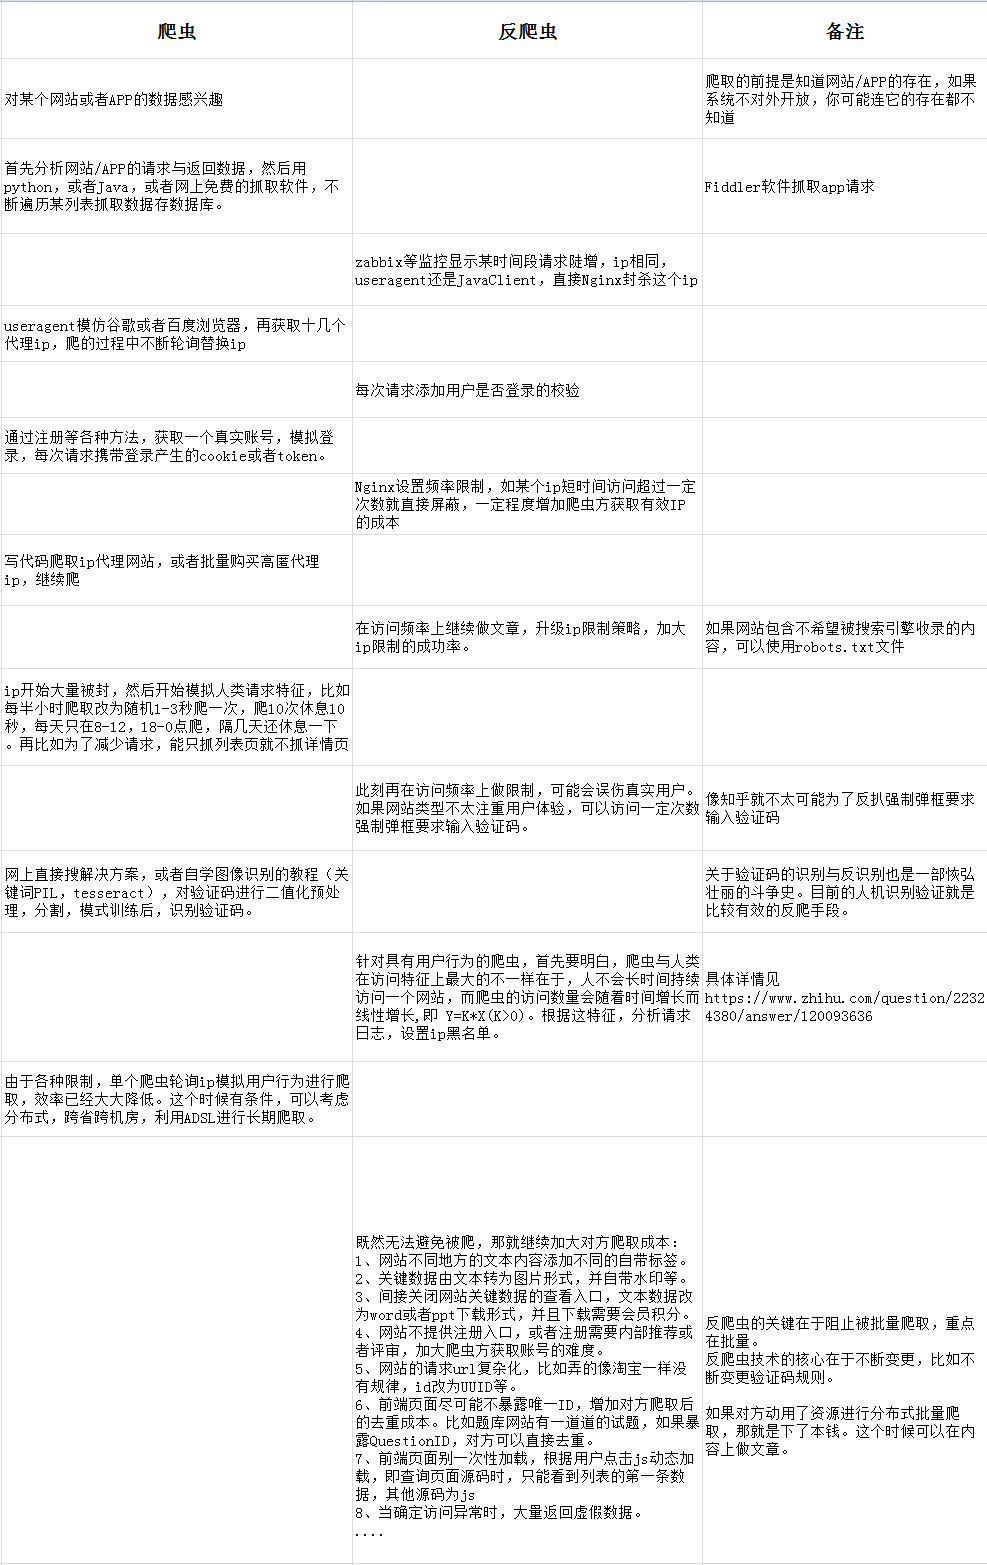 爬虫
反爬虫
备注
对某个网站或者APP的数据感兴趣
爬取的前提是知道网站/APP的存在，如果
系统不对外开放，你可能连它的存在都不
知道
首先分析网站/APP的请求与返回数据，然后用
python，或者Java，或者网上免费的抓取软件，不
断遍历某列表抓取数据存数据库。
Fiddler软件抓取app请求
zabbix等监控显示某时间段请求陡增，ip相同，
useragent还是JavaClient，直接Nginx封杀这个ip
useragent模仿谷歌或者百度浏览器，再获取十几个
代理ip，爬的过程中不断轮询替换ip
每次请求添加用户是否登录的校验
通过注册等各种方法，获取一个真实账号，模拟登
录，每次请求携带登录产生的cookie或者token。
Nginx设置频率限制，如某个ip短时间访问超过一定
次数就直接屏蔽，一定程度增加爬虫方获取有效IP
的成本
写代码爬取ip代理网站，或者批量购买高匿代理
ip，继续爬
在访问频率上继续做文章，升级ip限制策略，加大
ip限制的成功率。
如果网站包含不希望被搜索引擎收录的内
容，可以使用robots.txt文件
ip开始大量被封，然后开始模拟人类请求特征，比如
每半小时爬取改为随机1-3秒爬一次，爬10次休息10
秒，每天只在8-12，18-0点爬，隔几天还休息一下
。再比如为了减少请求，能只抓列表页就不抓详情页
此刻再在访问频率上做限制，可能会误伤真实用户。
如果网站类型不太注重用户体验，可以访问一定次数
强制弹框要求输入验证码。
像知乎就不太可能为了反扒强制弹框要求
输入验证码
网上直接搜解决方案，或者自学图像识别的教程（关
键词PIL，tesseract），对验证码进行二值化预处
理，分割，模式训练后，识别验证码。
关于验证码的识别与反识别也是一部恢弘
壮丽的斗争史。目前的人机识别验证就是
比较有效的反爬手段。
针对具有用户行为的爬虫，首先要明白，爬虫与人类
在访问特征上最大的不一样在于，人不会长时间持续
访问一个网站，而爬虫的访问数量会随着时间增长而
线性增长,即 Y=K*X(K>0)。根据这特征，分析请求
日志，设置ip黑名单。
具体详情见
https://www.zhihu.com/question/2232
4380/answer/120093636
由于各种限制，单个爬虫轮询ip模拟用户行为进行爬
取，效率已经大大降低。这个时候有条件，可以考虑
分布式，跨省跨机房，利用ADSL进行长期爬取。
既然无法避免被爬，那就继续加大对方爬取成本：
1、网站不同地方的文本内容添加不同的自带标签。
2、关键数据由文本转为图片形式，并自带水印等。
3、间接关闭网站关键数据的查看入口，文本数据改
为word或者ppt下载形式，并且下载需要会员积分。
4、网站不提供注册入口，或者注册需要内部推荐或
者评审，加大爬虫方获取账号的难度。
5、网站的请求url复杂化，比如弄的像淘宝一样没
有规律，id改为UUID等。
6、前端页面尽可能不暴露唯一ID，增加对方爬取后
的去重成本。比如题库网站有一道道的试题，如果暴
露QuestionID，对方可以直接去重。
7、前端页面别一次性加载，根据用户点击js动态加
载，即查询页面源码时，只能看到列表的第一条数
据，其他源码为js
8、当确定访问异常时，大量返回虚假数据。
....
反爬虫的关键在于阻止被批量爬取，重点
在批量。
反爬虫技术的核心在于不断变更，比如不
断变更验证码规则。
如果对方动用了资源进行分布式批量爬
取，那就是下了本钱。这个时候可以在内
容上做文章。